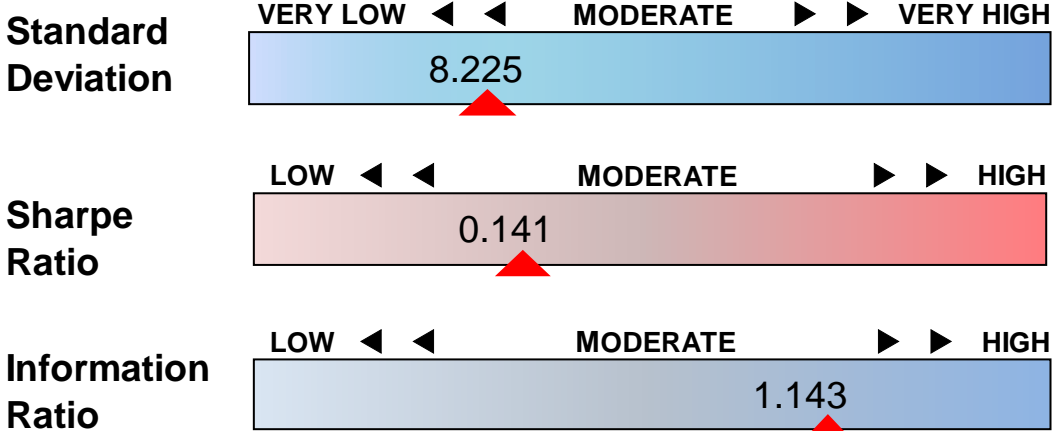 VERY LOW ◄ ◄ MODERATE ► ► VERY HIGH
Standard
Deviation
8.225
LOW ◄ ◄ MODERATE ► ► HIGH
Sharpe
Ratio
0.141
LOW ◄ ◄ MODERATE ► ► HIGH
Information
Ratio
1.143